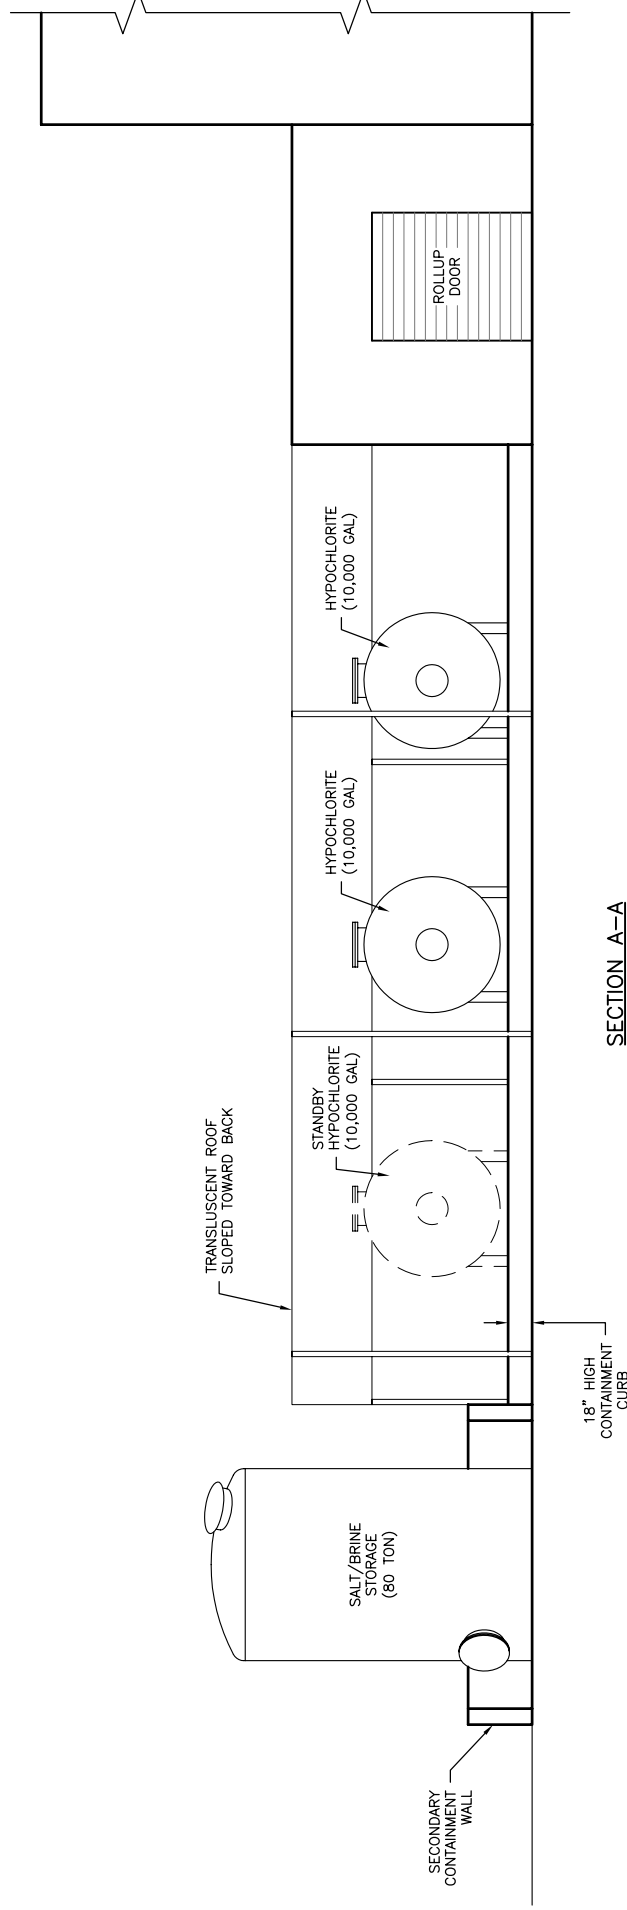 SECONDARY
CONTAINMENT
WALL
SALT/BRINE
STORAGE
(80 TON)
TRANSLUSCENT ROOF
SLOPED TOWARD BACK
STANDBY
HYPOCHLORITE
(10,000 GAL)
HYPOCHLORITE
(10,000 GAL)
HYPOCHLORITE
(10,000 GAL)
ROLLUP
DOOR
18" HIGH
CONTAINMENT
CURB
SECTION A-A